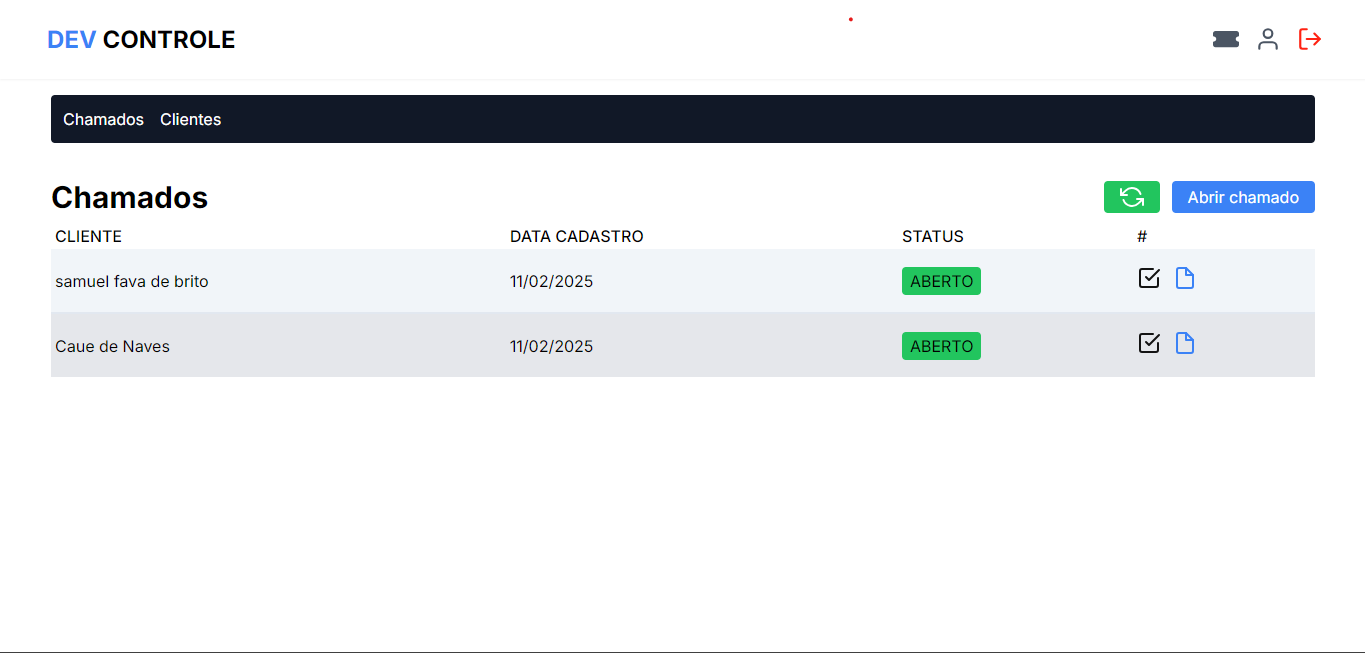 DEV CONTROLE
Chamados Clientes
Chamados
Abrir chamado
CLIENTE DATA CADASTRO STATUS #
samuel fava de brito 11/02/2025 ABERTO
Caue de Naves 11/02/2025 ABERTO